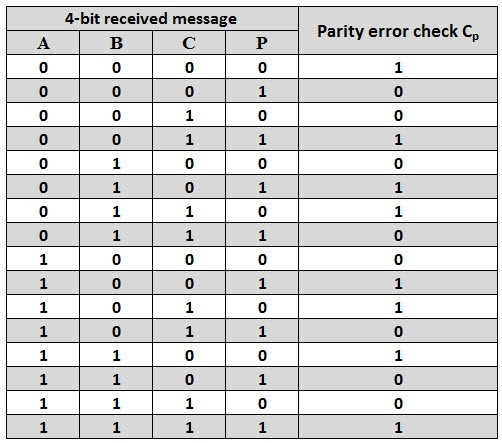 4-bit received message Parity error check Cp
A B C P
0 0 0 0 1
0 0 0 1 0
0 0 1 0 0
0 0 1 1 1
0 1 0 0 0
0 1 0 1 1
0 1 1 0 1
0 1 1 1 0
1 0 0 0 0
1 0 0 1 1
1 0 1 0 1
1 0 1 1 0
1 1 0 0 1
1 1 0 1 0
1 1 1 0 0
1 1 1 1 1